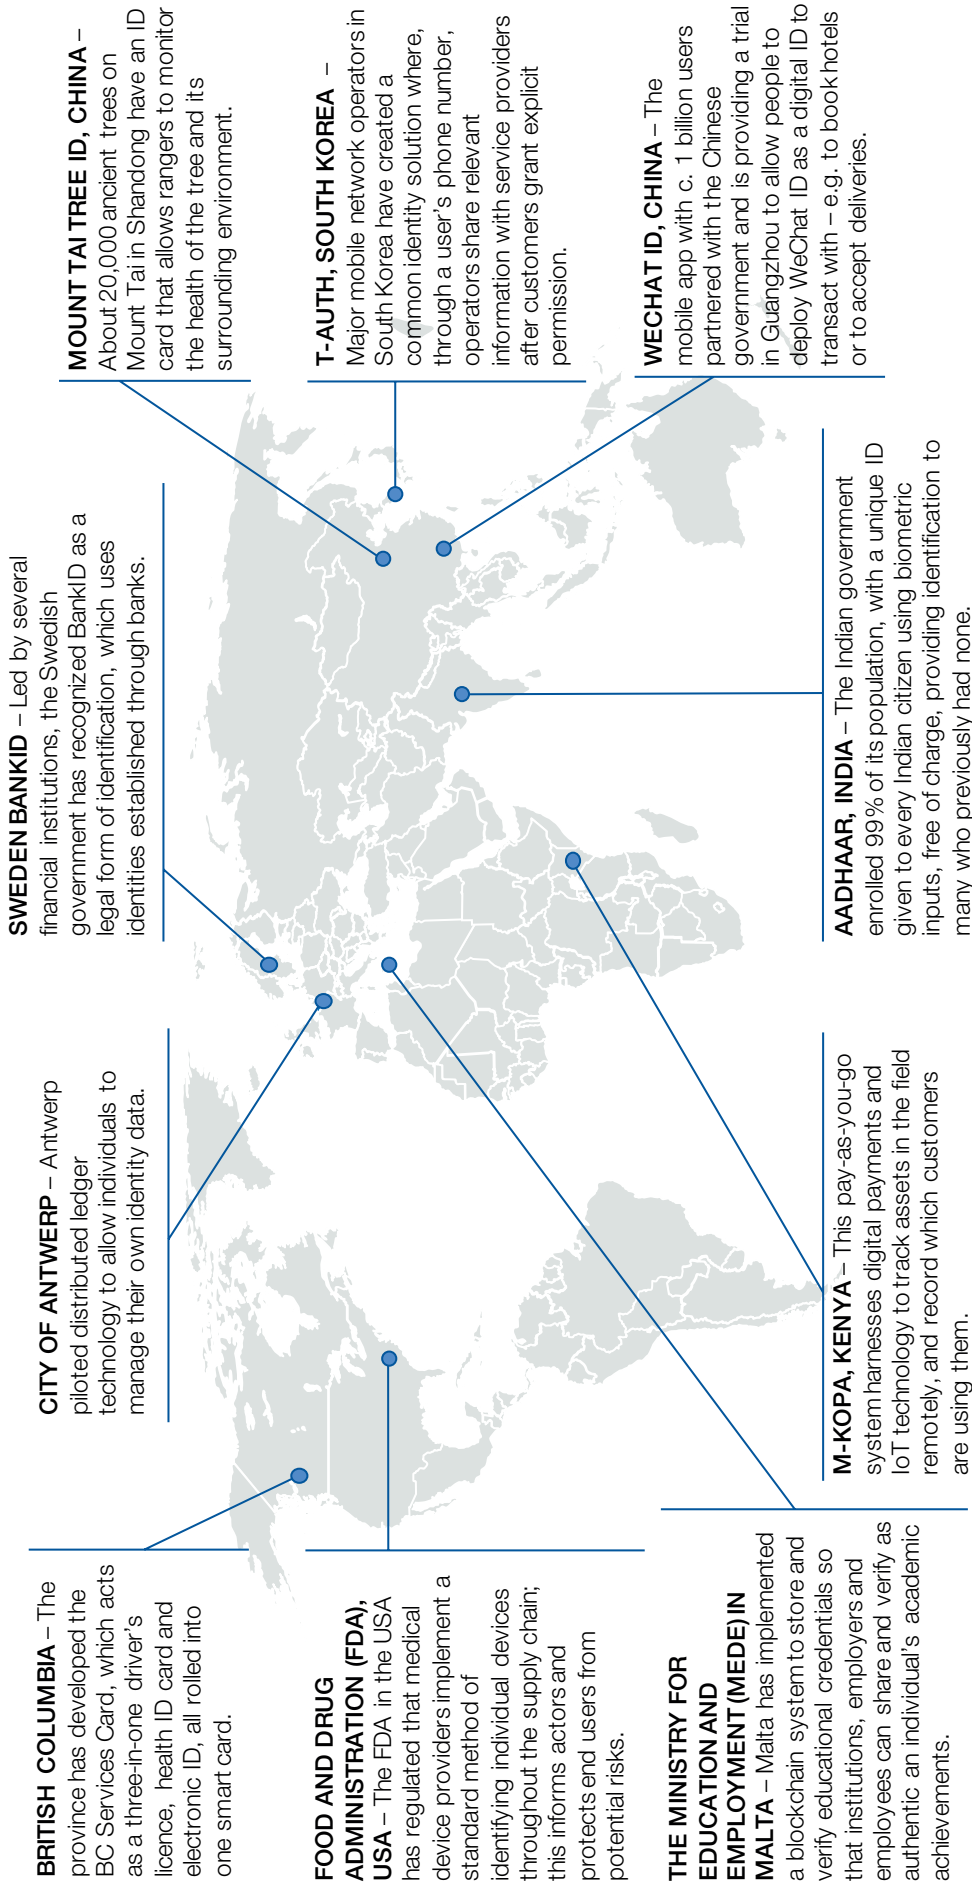 BRITISH COLUMBIA – The
province has developed the
BC Services Card, which acts
as a three-in-one driver’s
licence, health ID card and
electronic ID, all rolled into
one smart card.
CITY OF ANTWERP – Antwerp
piloted distributed ledger
technology to allow individuals to
manage their own identity data.
SWEDEN BANKID – Led by several
financial institutions, the Swedish
government has recognized BankID as a
legal form of identification, which uses
identities established through banks.
MOUNT TAI TREE ID, CHINA –
About 20,000 ancient trees on
Mount Tai in Shandong have an ID
card that allows rangers to monitor
the health of the tree and its
surrounding environment.
FOOD AND DRUG
ADMINISTRATION (FDA),
USA – The FDA in the USA
has regulated that medical
device providers implement a
standard method of
identifying individual devices
throughout the supply chain;
this informs actors and
protects end users from
potential risks.
T-AUTH, SOUTH KOREA –
Major mobile network operators in
South Korea have created a
common identity solution where,
through a user’s phone number,
operators share relevant
information with service providers
after customers grant explicit
permission.
THE MINISTRY FOR
EDUCATION AND
EMPLOYMENT (MEDE) IN
MALTA – Malta has implemented
a blockchain system to store and
verify educational credentials so
that institutions, employers and
employees can share and verify as
authentic an individual’s academic
achievements.
M-KOPA, KENYA – This pay-as-you-go
system harnesses digital payments and
IoT technology to track assets in the field
remotely, and record which customers
are using them.
AADHAAR, INDIA – The Indian government
enrolled 99% of its population, with a unique ID
given to every Indian citizen using biometric
inputs, free of charge, providing identification to
many who previously had none.
WECHAT ID, CHINA – The
mobile app with c. 1 billion users
partnered with the Chinese
government and is providing a trial
in Guangzhou to allow people to
deploy WeChat ID as a digital ID to
transact with – e.g. to book hotels
or to accept deliveries.